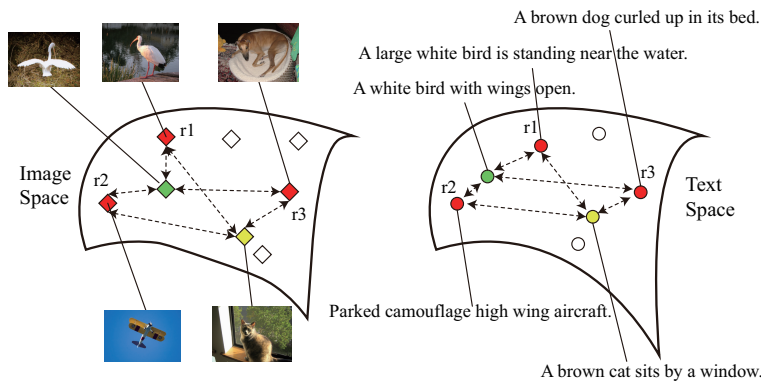 A brown dog curled up in its bed.
A large white bird is standing near the water.
A white bird with wings open.
r1
r1
Image
Space
r2
r3
r2
r3
Text
Space
Parked camouflage high wing aircraft.
A brown cat sits by a window.